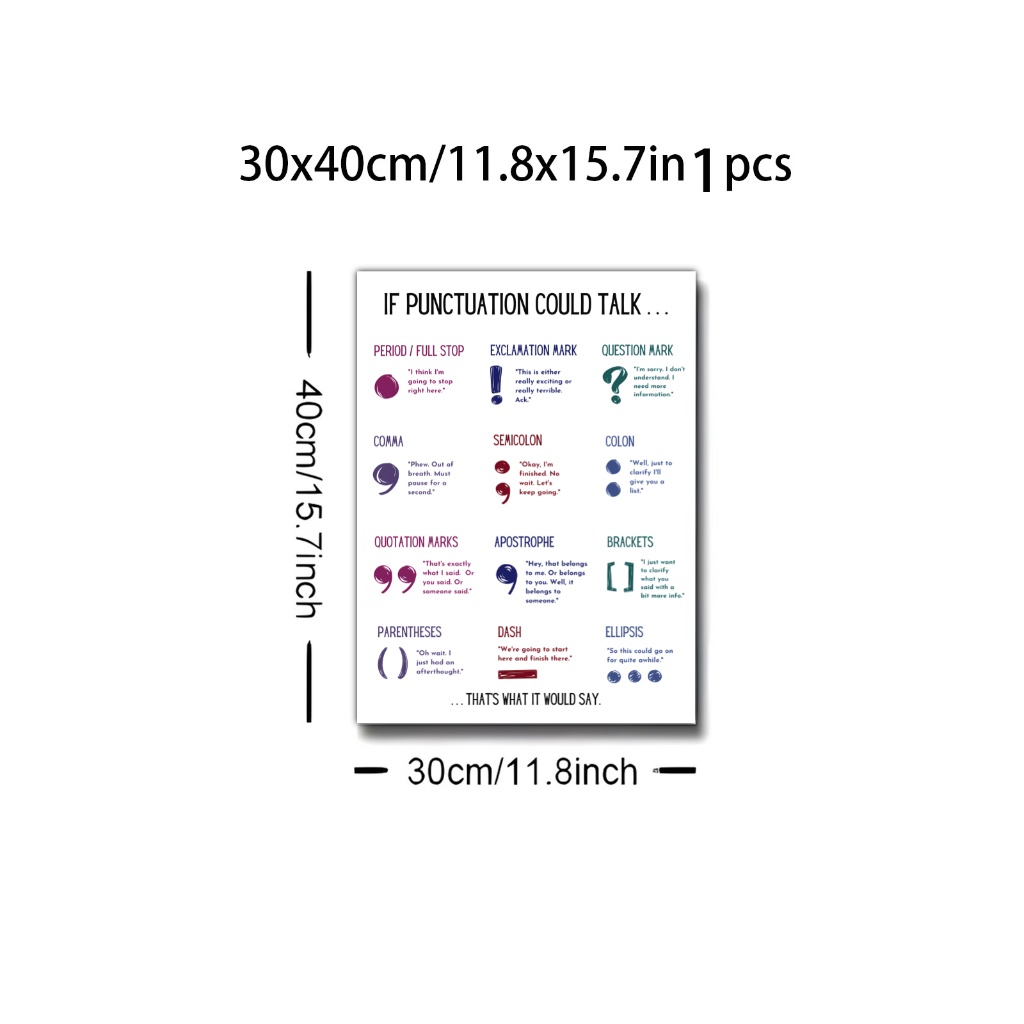 30x40cm/11.8x15.7in 1 pcs
40cm/15.7inch
IF PUNCTUATION COULD TALK . . .
PERIOD / FULL STOP
"I think I'm
going to stop
right here."
EXCLAMATION MARK
!
"This is either
really exciting or
really terrible.
Ack."
QUESTION MARK
?
"I'm sorry. I don't
understand. I
need more
information."
COMMA
,
"Phew. Out of
breath. Must
pause for a
second."
SEMICOLON
;
"Okay, I'm
finished. No
wait. Let's
keep going."
COLON
:
"Well, just to
clarify I'll
give you a
list."
QUOTATION MARKS
”
"That's exactly
what I said. Or
you said. Or
someone said."
APOSTROPHE
’
"Hey, that belongs
to me. Or belongs
to you. Well, it
belongs to
someone."
BRACKETS
[ ]
"I just want
to clarify
what you
said with a
bit more info."
PARENTHESES
( )
"Oh wait. I
just had an
afterthought."
DASH
"We're going to start
here and finish there."
—
ELLIPSIS
"So this could go on
for quite awhile."
...
. . . THAT'S WHAT IT WOULD SAY.
30cm/11.8inch